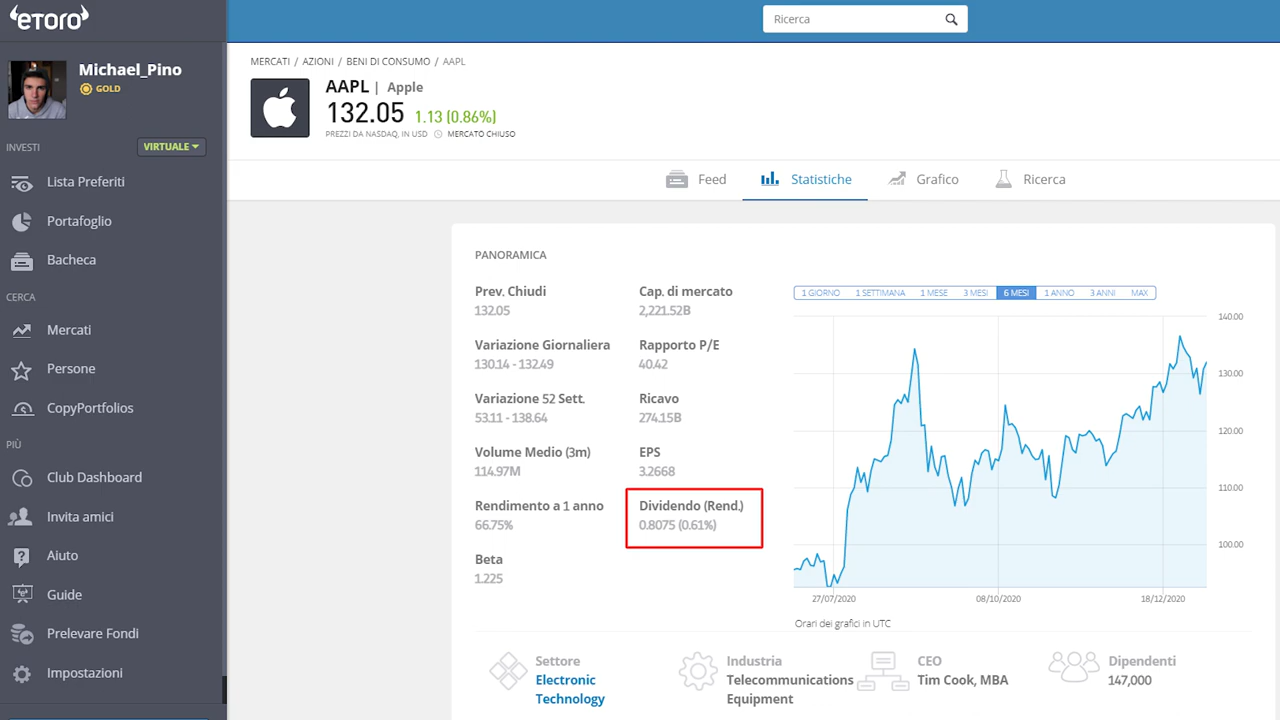 eToro
Michael_Pino
GOLD
INVESTI
VIRTUALE
Lista Preferiti
Portafoglio
Bacheca
CERCA
Mercati
Persone
CopyPortfolios
PIÙ
Club Dashboard
Invita amici
Aiuto
Guide
Prelevare Fondi
Impostazioni
Ricerca
MERCATI / AZIONI / BENI DI CONSUMO / AAPL
AAPL | Apple
132.05 1.13 (0.86%)
PREZZI DA NASDAQ, IN USD MERCATO CHIUSO
Feed Statistiche Grafico Ricerca
PANORAMICA
Prev. Chiudi
132.05
Variazione Giornaliera
130.14 - 132.49
Variazione 52 Sett.
53.11 - 138.64
Volume Medio (3m)
114.97M
Rendimento a 1 anno
66.75%
Beta
1.225
Cap. di mercato
2,221.52B
Rapporto P/E
40.42
Ricavo
274.15B
EPS
3.2668
Dividendo (Rend.)
0.8075 (0.61%)
1 GIORNO 1 SETTIMANA 1 MESE 3 MESI 6 MESI 1 ANNO 3 ANNI MAX
140.00
130.00
120.00
110.00
100.00
27/07/2020 08/10/2020 18/12/2020
Orari dei grafici in UTC
Settore
Electronic
Technology
Industria
Telecommunications
Equipment
CEO
Tim Cook, MBA
Dipendenti
147,000